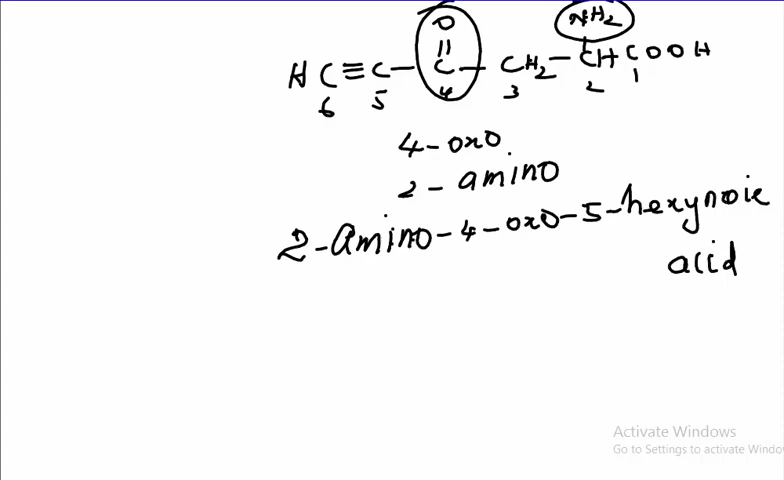 O NH2
||
HC≡C–C–CH2–CHCOOH
6 5 4 3 2 1
4-oxo
2-amino
2-Amino-4-oxo-5-hexynoic
acid
Activate Windows
Go to Settings to activate Windo